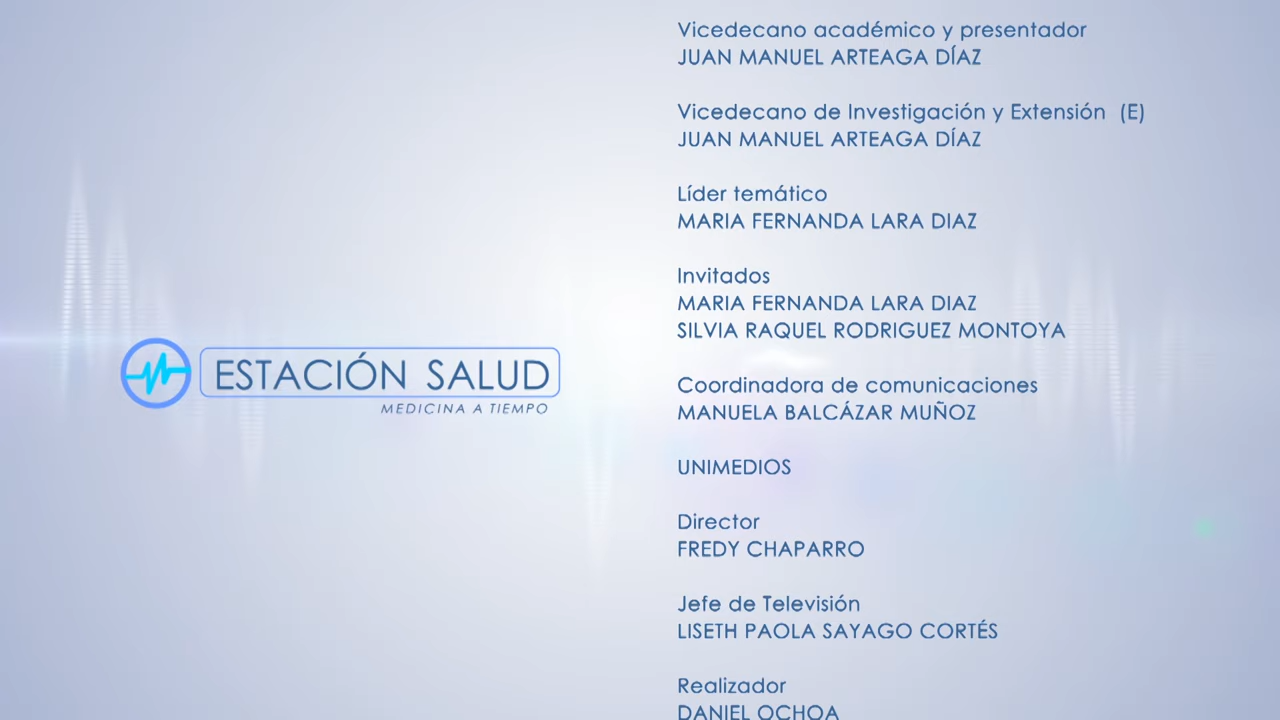 ESTACIÓN SALUD
MEDICINA A TIEMPO
Vicedecano académico y presentador
JUAN MANUEL ARTEAGA DÍAZ
Vicedecano de Investigación y Extensión (E)
JUAN MANUEL ARTEAGA DÍAZ
Líder temático
MARIA FERNANDA LARA DIAZ
Invitados
MARIA FERNANDA LARA DIAZ
SILVIA RAQUEL RODRIGUEZ MONTOYA
Coordinadora de comunicaciones
MANUELA BALCÁZAR MUÑOZ
UNIMEDIOS
Director
FREDY CHAPARRO
Jefe de Televisión
LISETH PAOLA SAYAGO CORTÉS
Realizador
DANIEL OCHOA